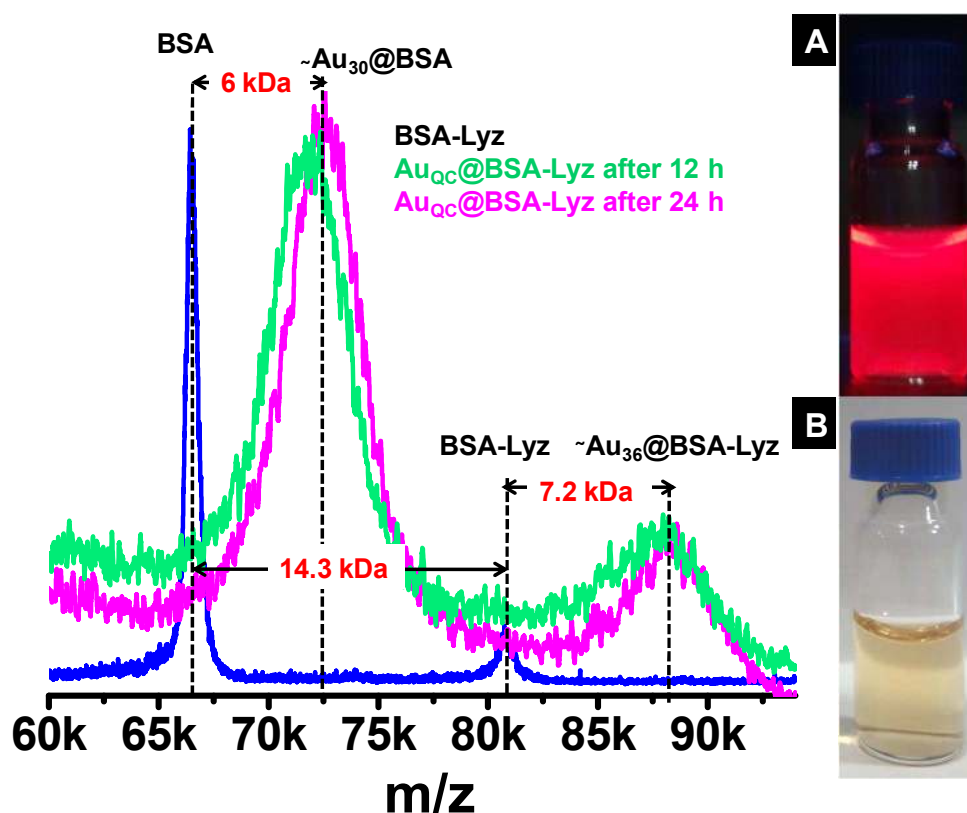 BSA
~Au30@BSA
6 kDa
BSA-Lyz
AuQC@BSA-Lyz after 12 h
AuQC@BSA-Lyz after 24 h
BSA-Lyz
~Au36@BSA-Lyz
7.2 kDa
14.3 kDa
60k 65k 70k 75k 80k 85k 90k
m/z
A
B